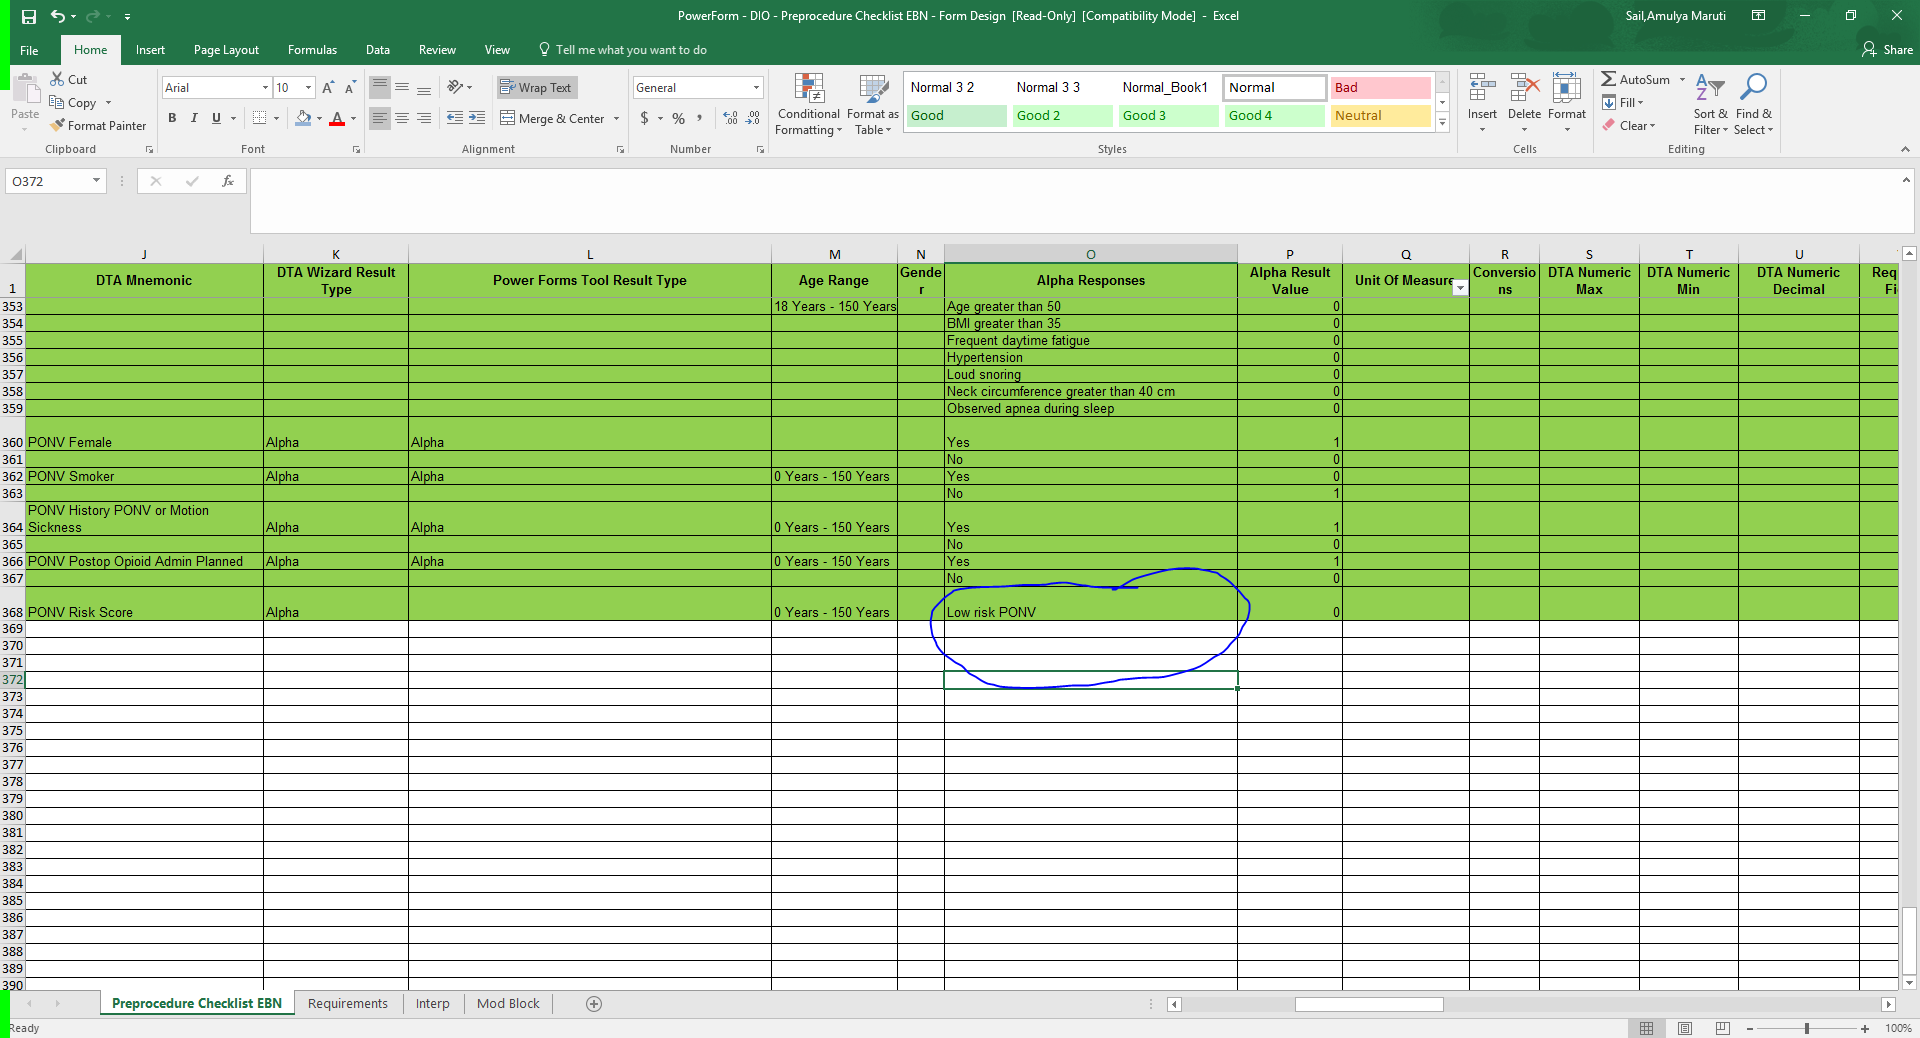 PowerForm - DIO - Preprocedure Checklist EBN - Form Design [Read-Only] [Compatibility Mode] - Excel
Sail,Amulya Maruti
File Home Insert Page Layout Formulas Data Review View Tell me what you want to do Share
Paste Cut Copy Format Painter Clipboard
Arial 10 B I U A Font
Wrap Text Merge & Center Alignment
General $ % , Number
Conditional Formatting Format as Table
Normal 3 2 Normal 3 3 Normal_Book1 Normal Bad
Good Good 2 Good 3 Good 4 Neutral
Styles
Insert Delete Format Cells
AutoSum Fill Clear Sort & Filter Find & Select Editing
O372 fx
J K L M N O P Q R S T U
1 DTA Mnemonic DTA Wizard Result Type Power Forms Tool Result Type Age Range Gender Alpha Responses Alpha Result Value Unit Of Measure Conversions DTA Numeric Max DTA Numeric Min DTA Numeric Decimal Req Fi
353 18 Years - 150 Years Age greater than 50 0
354 BMI greater than 35 0
355 Frequent daytime fatigue 0
356 Hypertension 0
357 Loud snoring 0
358 Neck circumference greater than 40 cm 0
359 Observed apnea during sleep 0
360 PONV Female Alpha Alpha Yes 1
361 No 0
362 PONV Smoker Alpha Alpha 0 Years - 150 Years Yes 0
363 No 1
364 PONV History PONV or Motion Sickness Alpha Alpha 0 Years - 150 Years Yes 1
365 No 0
366 PONV Postop Opioid Admin Planned Alpha Alpha 0 Years - 150 Years Yes 1
367 No 0
368 PONV Risk Score Alpha 0 Years - 150 Years Low risk PONV 0
369
370
371
372
373
374
375
376
377
378
379
380
381
382
383
384
385
386
387
388
389
390
Preprocedure Checklist EBN Requirements Interp Mod Block
Ready 100%